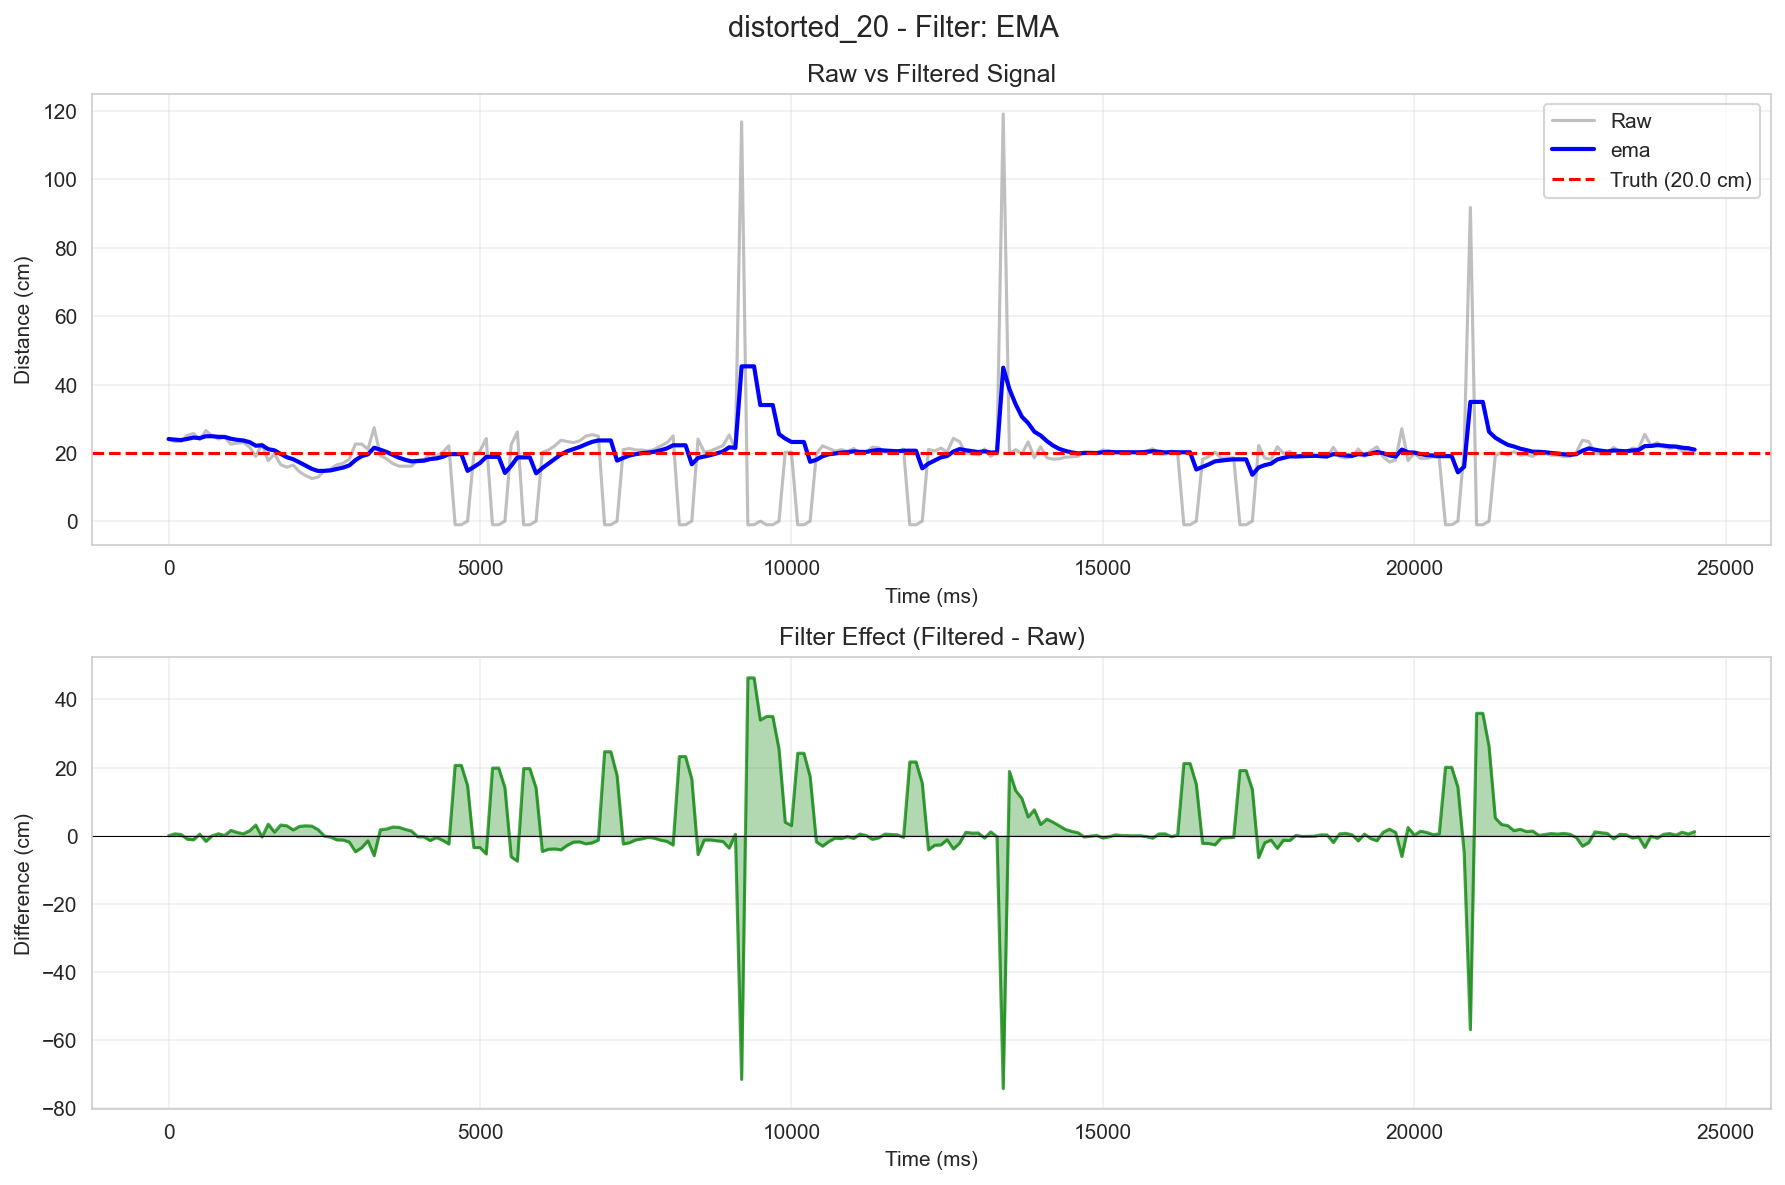 distorted_20 - Filter: EMA
Raw vs Filtered Signal
120
100
80
60
40
20
0
Distance (cm)
Raw
ema
Truth (20.0 cm)
0 5000 10000 15000 20000 25000
Time (ms)
Filter Effect (Filtered - Raw)
40
20
0
−20
−40
−60
−80
Difference (cm)
0 5000 10000 15000 20000 25000
Time (ms)